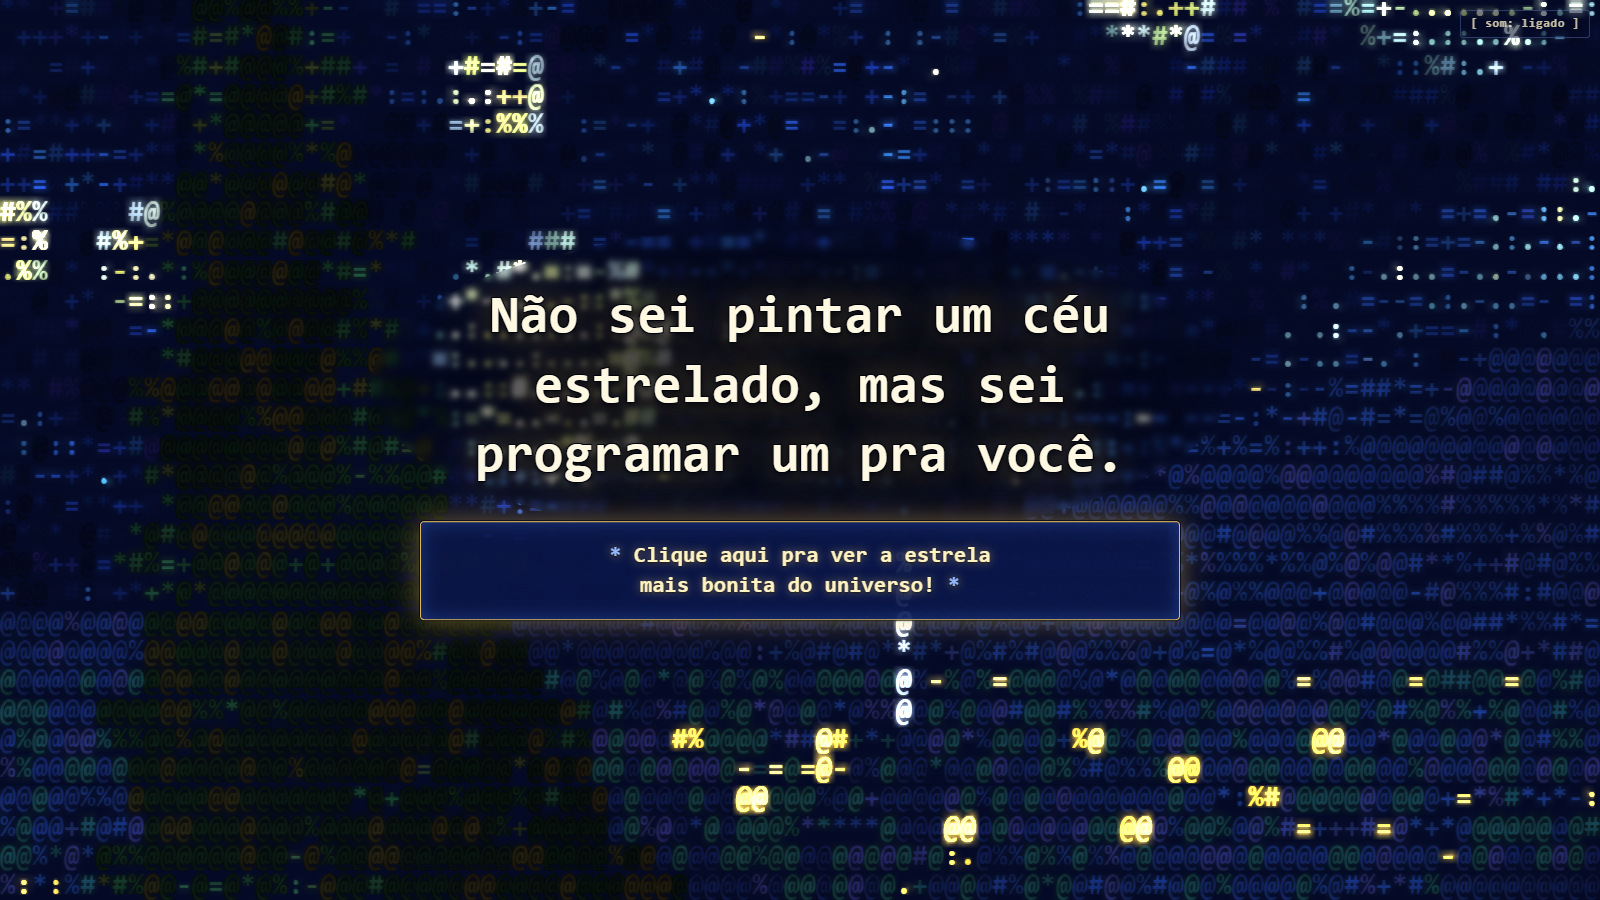 [ som: ligado ]
Não sei pintar um céu
estrelado, mas sei
programar um pra você.
* Clique aqui pra ver a estrela
mais bonita do universo! *